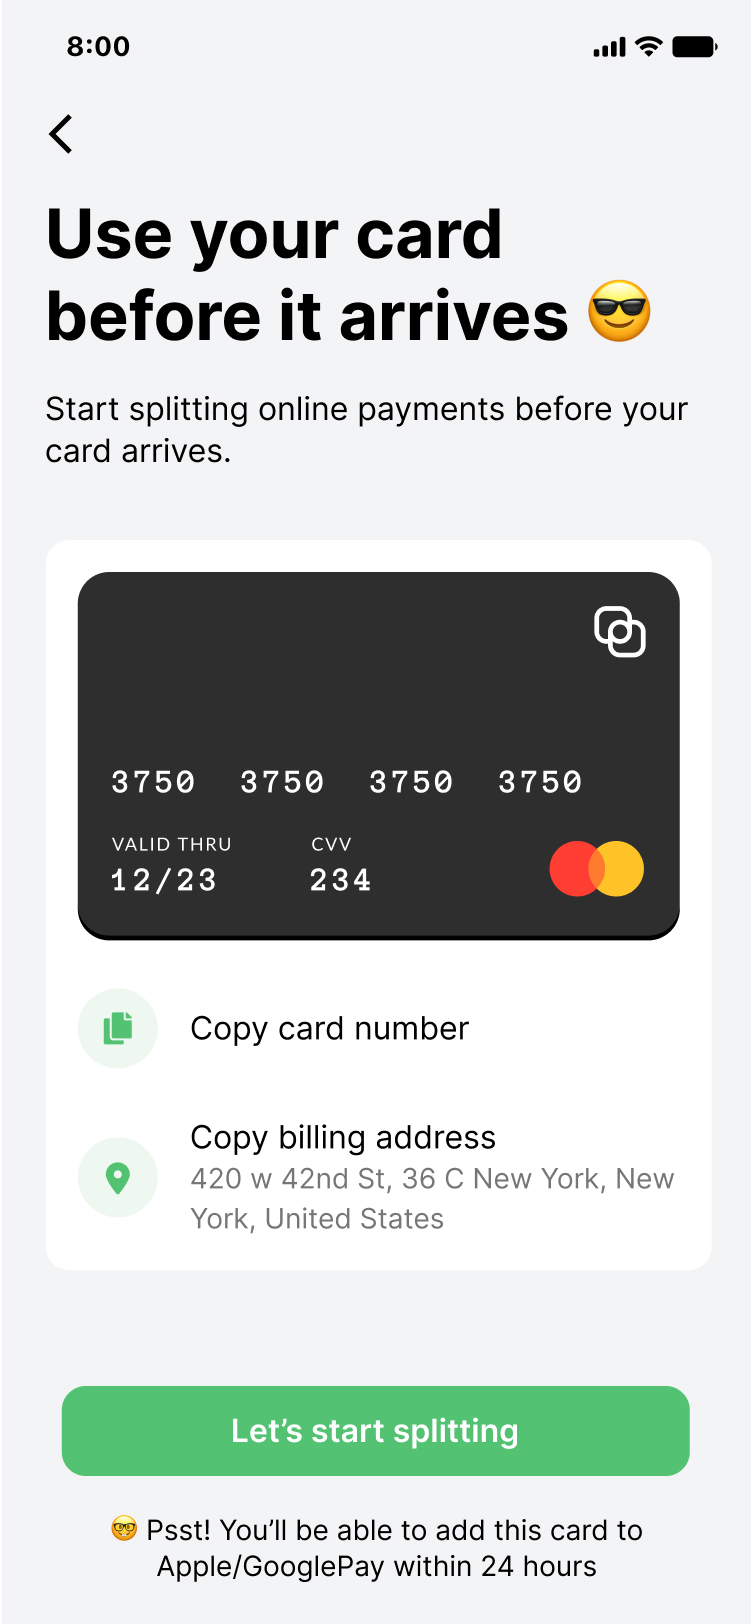 8:00
Use your card
before it arrives 😎
Start splitting online payments before your
card arrives.
3750 3750 3750 3750
VALID THRU CVV
12/23 234
Copy card number
Copy billing address
420 w 42nd St, 36 C New York, New
York, United States
Let’s start splitting
🤓 Psst! You’ll be able to add this card to
Apple/GooglePay within 24 hours